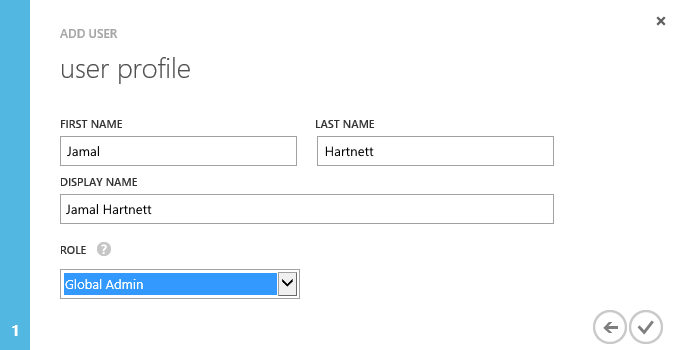 ADD USER
user profile
FIRST NAME LAST NAME
Jamal Hartnett
DISPLAY NAME
Jamal Hartnett
ROLE ?
Global Admin
1